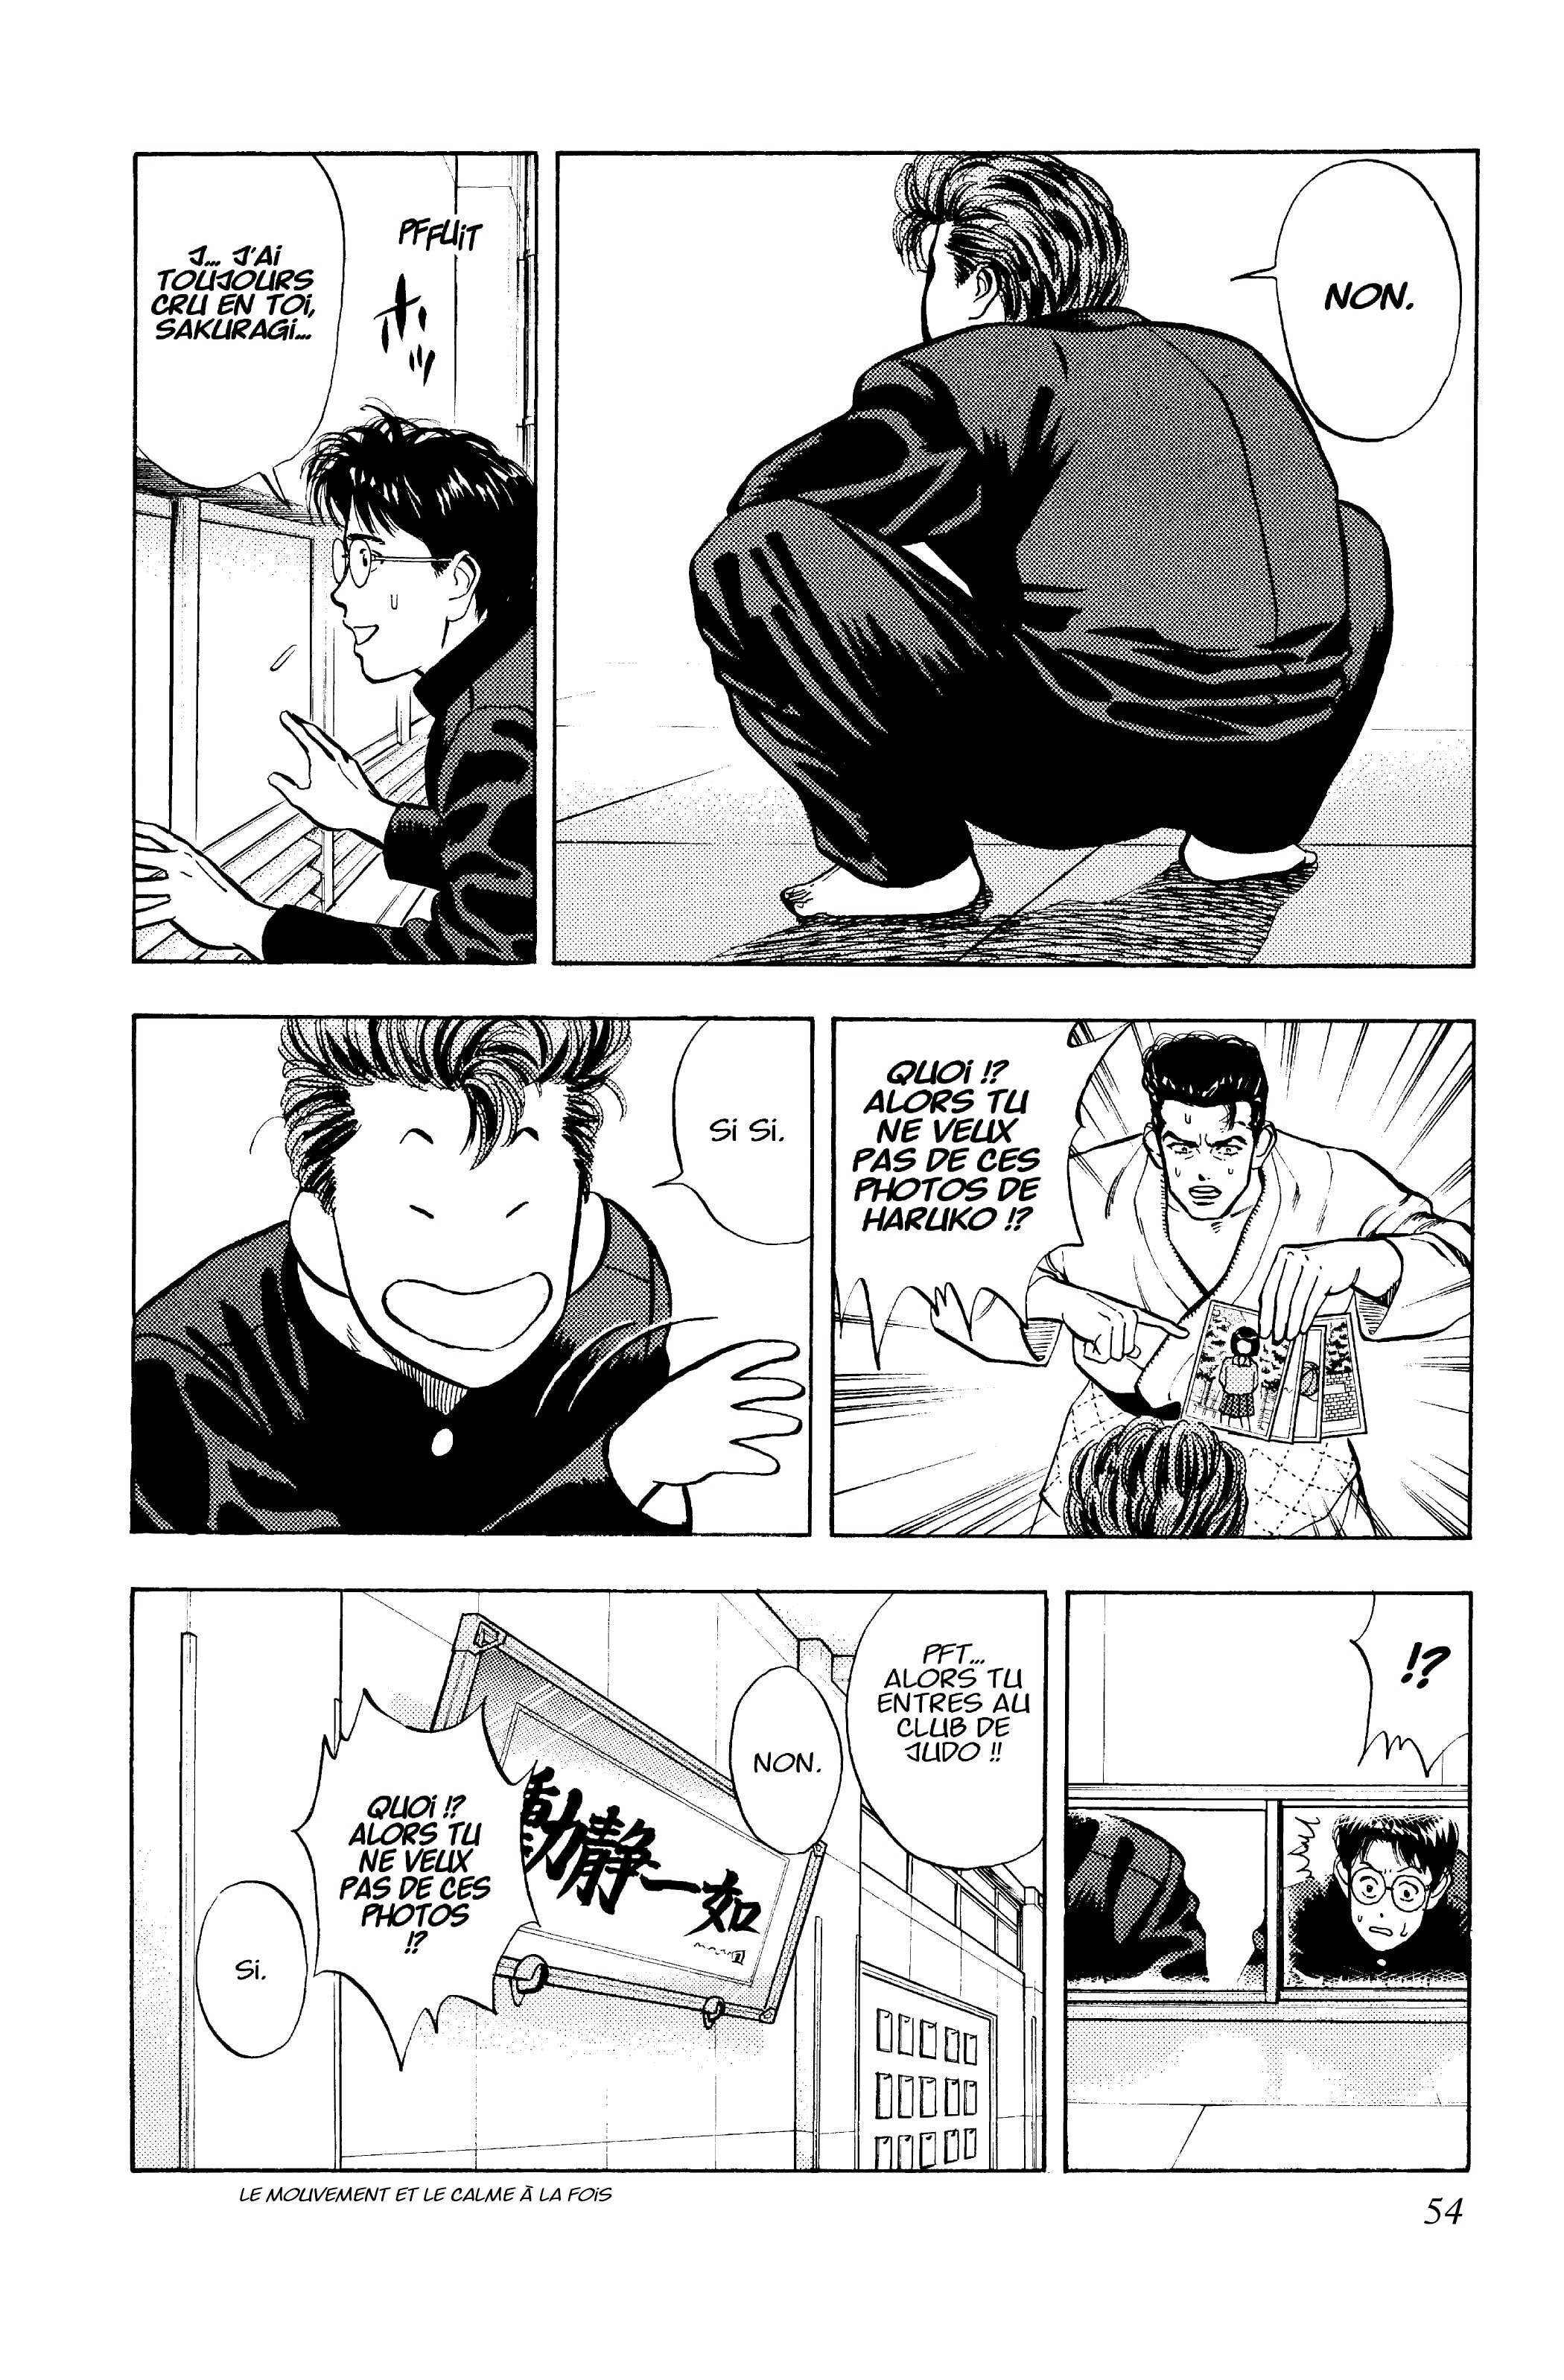 NON.
PFFUIT
ホッ
J... J'AI
TOUJOURS
CRU EN TOI,
SAKURAGI...
QUOI !?
ALORS TU
NE VEUX
PAS DE CES
PHOTOS DE
HARUKO !?
SI SI.
!?
PFT...
ALORS TU
ENTRES AU
CLUB DE
JUDO !!
NON.
動静一如
QUOI !?
ALORS TU
NE VEUX
PAS DE CES
PHOTOS
!?
SI.
LE MOUVEMENT ET LE CALME À LA FOIS
54